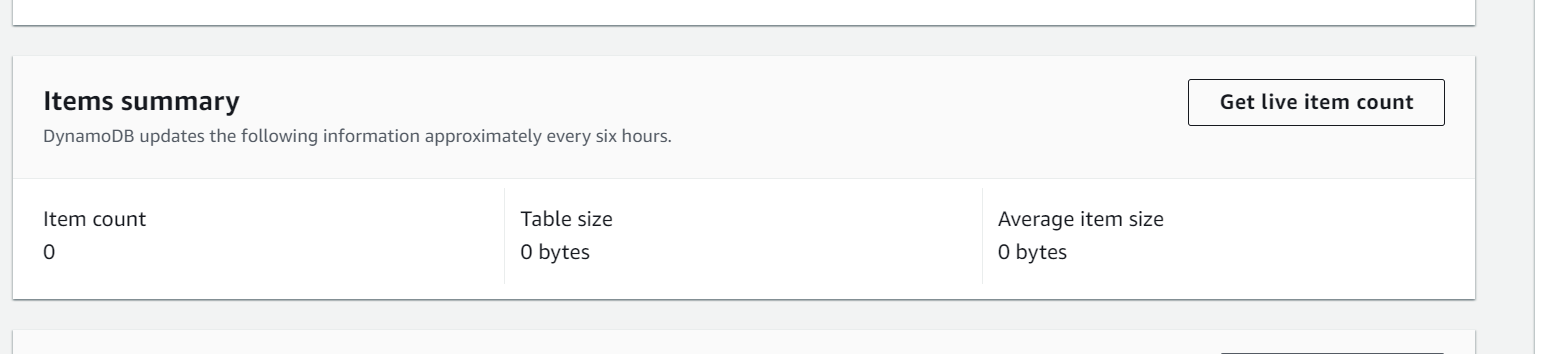 Items summary
Get live item count
DynamoDB updates the following information approximately every six hours.
Item count
Table size
Average item size
0
0 bytes
0 bytes